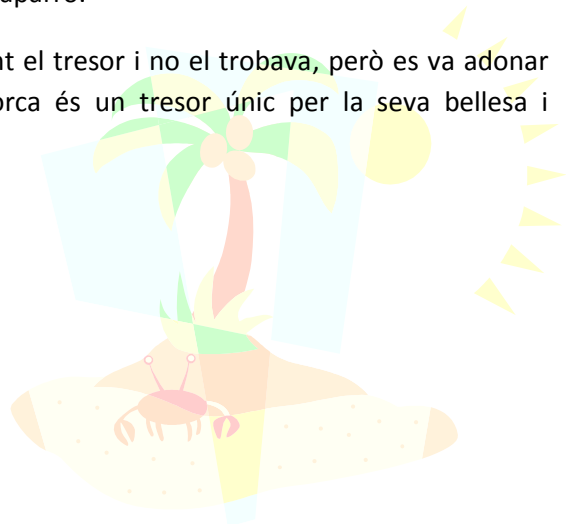 nt el tresor i no el trobava, però es va adonar
orca és un tresor únic per la seva bellesa i